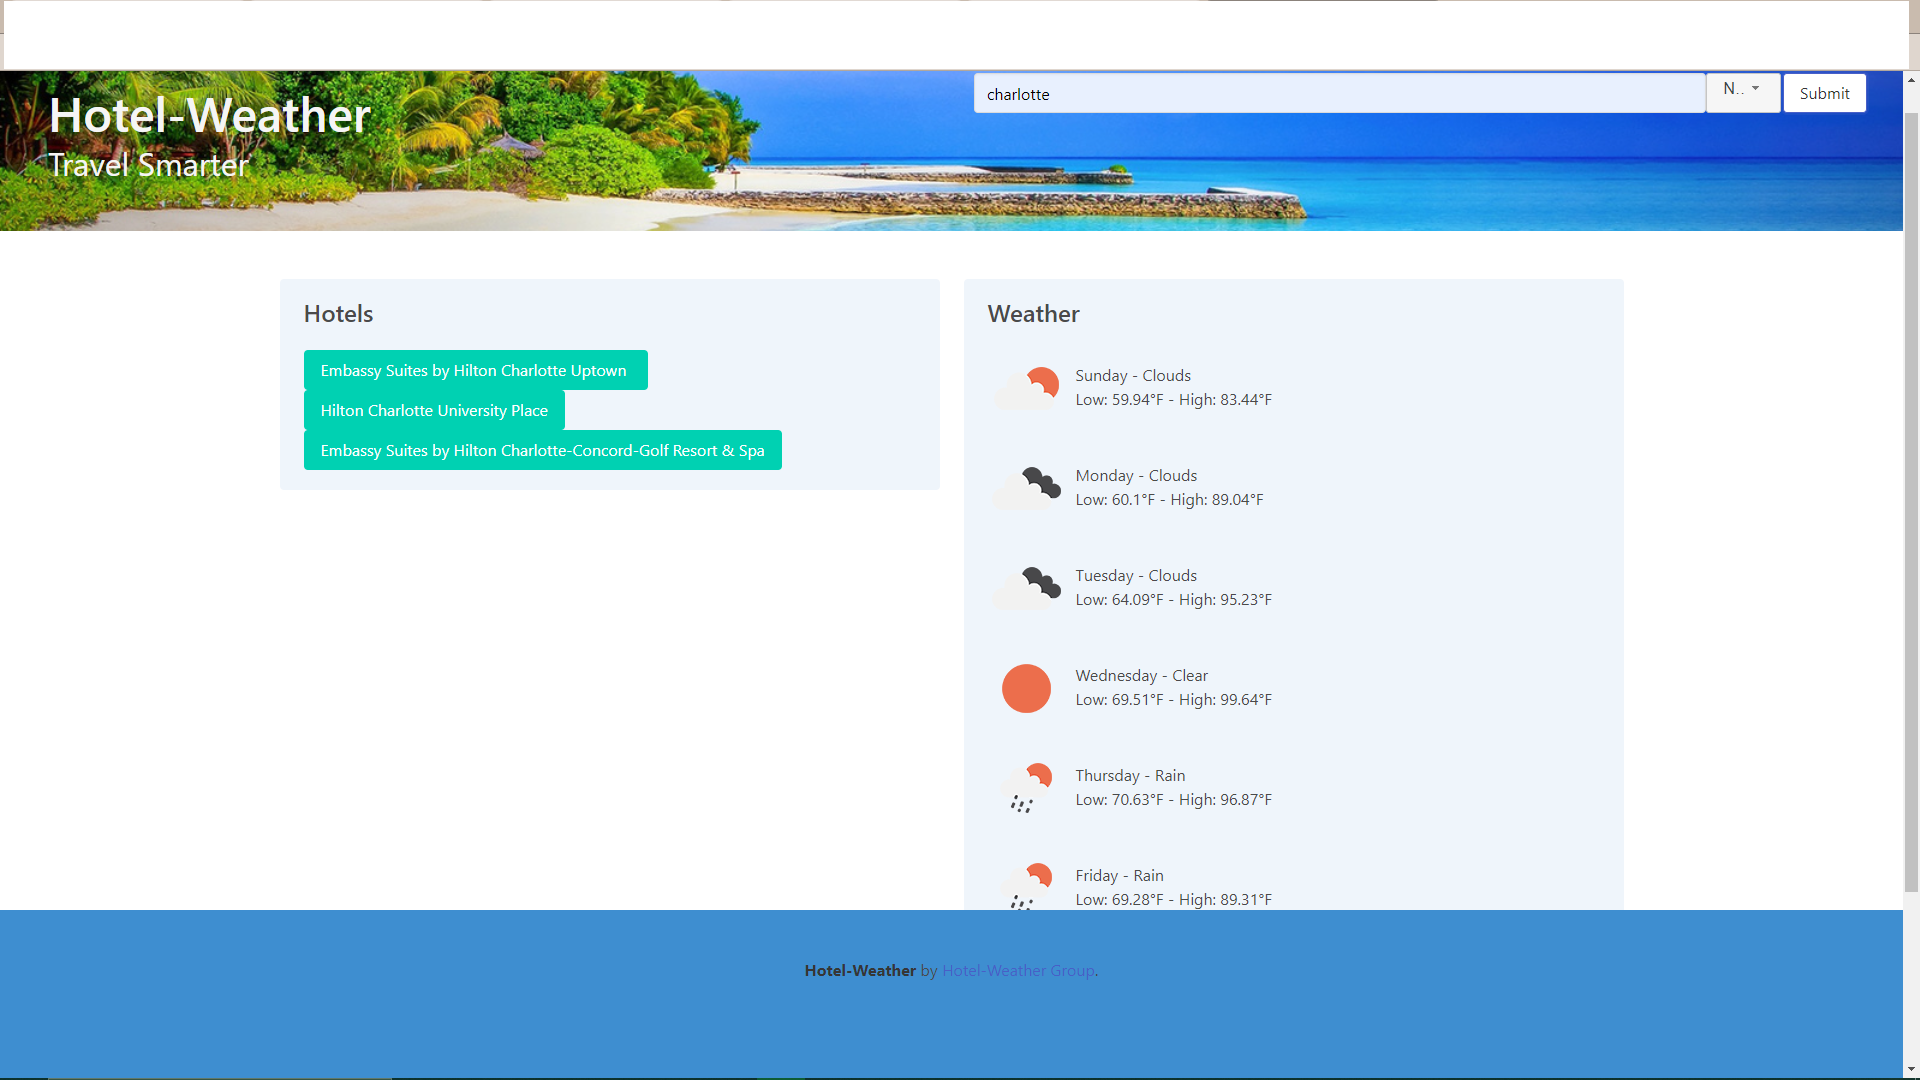 Hotel-Weather
Travel Smarter
charlotte
N..
Submit
Hotels
Embassy Suites by Hilton Charlotte Uptown
Hilton Charlotte University Place
Embassy Suites by Hilton Charlotte-Concord-Golf Resort & Spa
Weather
Sunday - Clouds
Low: 59.94°F - High: 83.44°F
Monday - Clouds
Low: 60.1°F - High: 89.04°F
Tuesday - Clouds
Low: 64.09°F - High: 95.23°F
Wednesday - Clear
Low: 69.51°F - High: 99.64°F
Thursday - Rain
Low: 70.63°F - High: 96.87°F
Friday - Rain
Low: 69.28°F - High: 89.31°F
Hotel-Weather by Hotel-Weather Group.